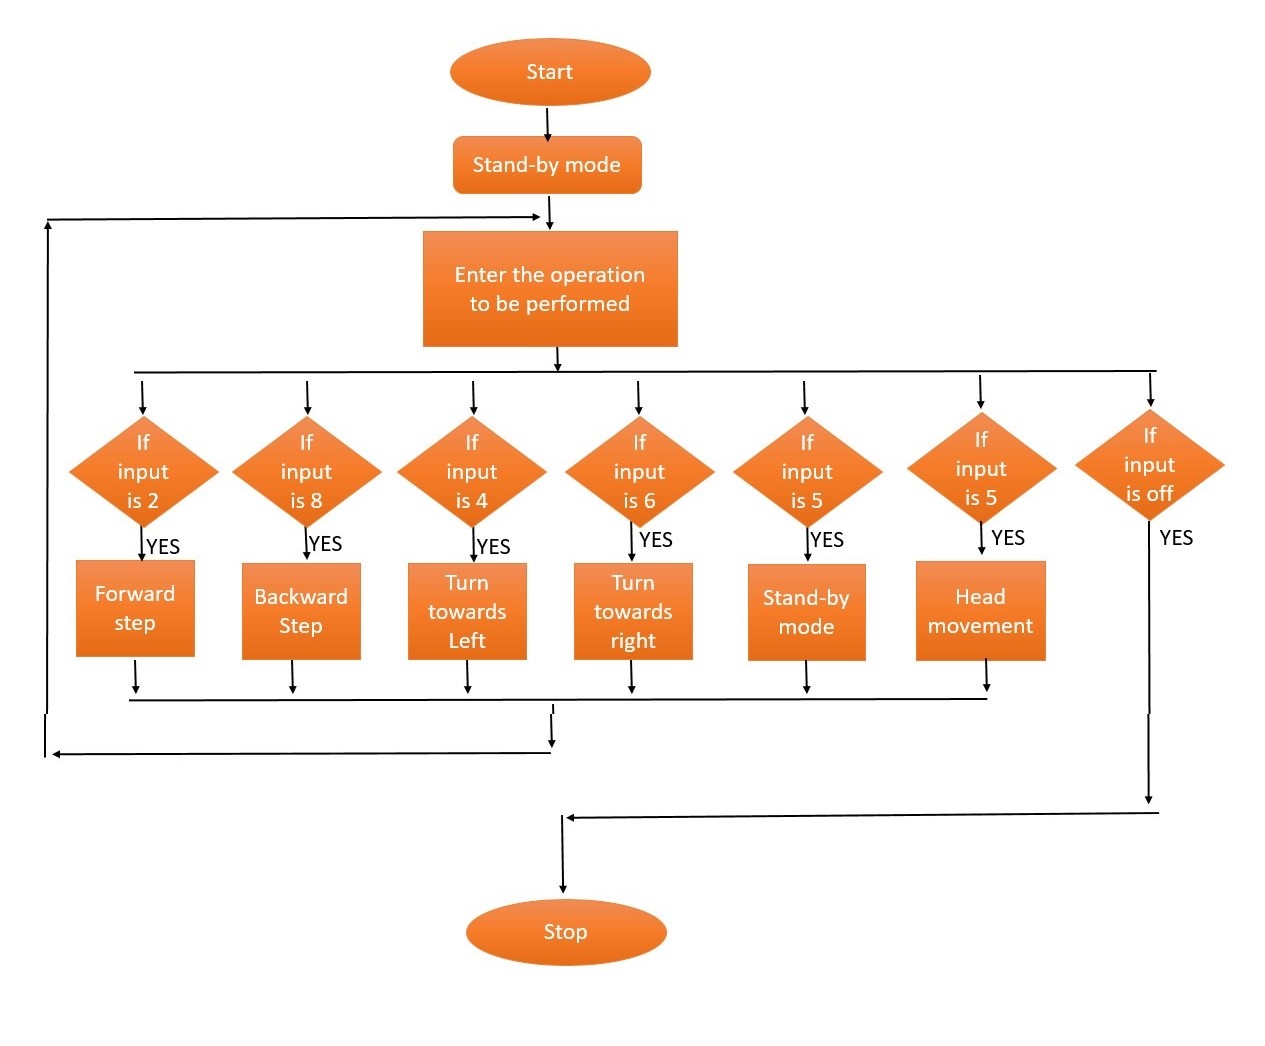 Start
Stand-by mode
Enter the operation
to be performed
If
input
is 2
If
input
is 8
If
input
is 4
If
input
is 6
If
input
is 5
If
input
is 5
If
input
is off
YES
YES
YES
YES
YES
YES
YES
Forward
step
Backward
Step
Turn
towards
Left
Turn
towards
right
Stand-by
mode
Head
movement
Stop